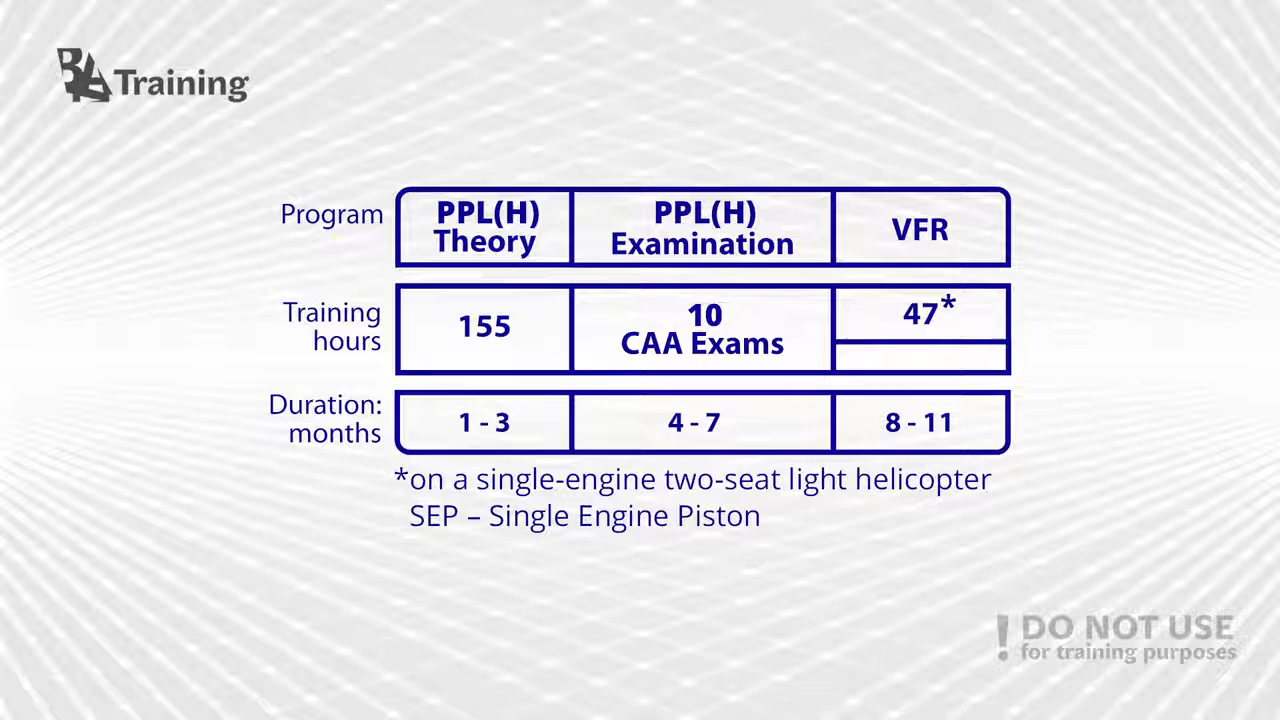 BAA Training
Program
PPL(H) Theory
PPL(H) Examination
VFR
Training hours
155
10 CAA Exams
47*
Duration: months
1 - 3
4 - 7
8 - 11
*on a single-engine two-seat light helicopter
SEP – Single Engine Piston
! DO NOT USE
for training purposes